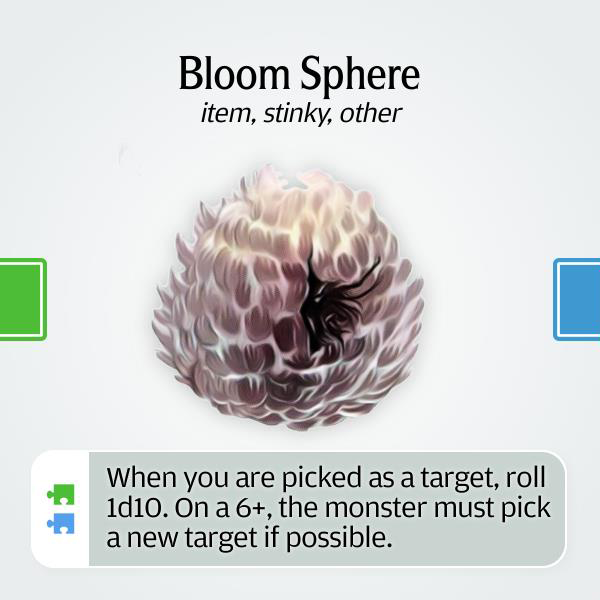 Bloom Sphere
item, stinky, other
When you are picked as a target, roll
1d10. On a 6+, the monster must pick
a new target if possible.